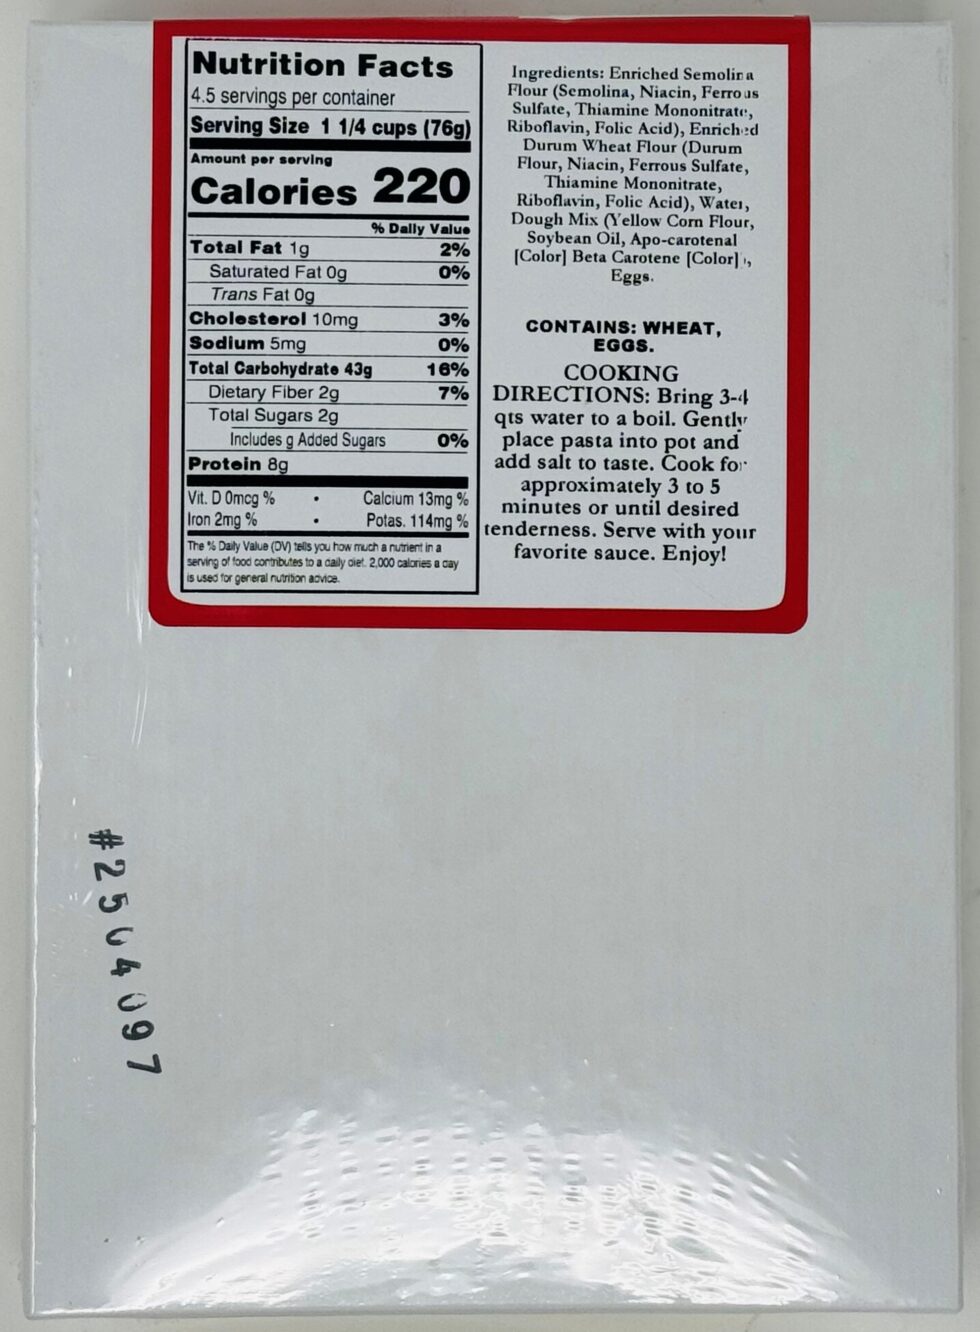 Nutrition Facts
4.5 servings per container
Serving Size 1 1/4 cups (76g)
Amount per serving
Calories 220
% Daily Value
Total Fat 1g 2%
Saturated Fat 0g 0%
Trans Fat 0g
Cholesterol 10mg 3%
Sodium 5mg 0%
Total Carbohydrate 43g 16%
Dietary Fiber 2g 7%
Total Sugars 2g
Includes g Added Sugars 0%
Protein 8g
Vit. D 0mcg % • Calcium 13mg %
Iron 2mg % • Potas. 114mg %
The % Daily Value (DV) tells you how much a nutrient in a
serving of food contributes to a daily diet. 2,000 calories a day
is used for general nutrition advice.
Ingredients: Enriched Semolina
Flour (Semolina, Niacin, Ferrous
Sulfate, Thiamine Mononitrate,
Riboflavin, Folic Acid), Enriched
Durum Wheat Flour (Durum
Flour, Niacin, Ferrous Sulfate,
Thiamine Mononitrate,
Riboflavin, Folic Acid), Water,
Dough Mix (Yellow Corn Flour,
Soybean Oil, Apo-carotenal
[Color] Beta Carotene [Color] ),
Eggs.
CONTAINS: WHEAT,
EGGS.
COOKING
DIRECTIONS: Bring 3-4
qts water to a boil. Gently
place pasta into pot and
add salt to taste. Cook for
approximately 3 to 5
minutes or until desired
tenderness. Serve with your
favorite sauce. Enjoy!
#2504097